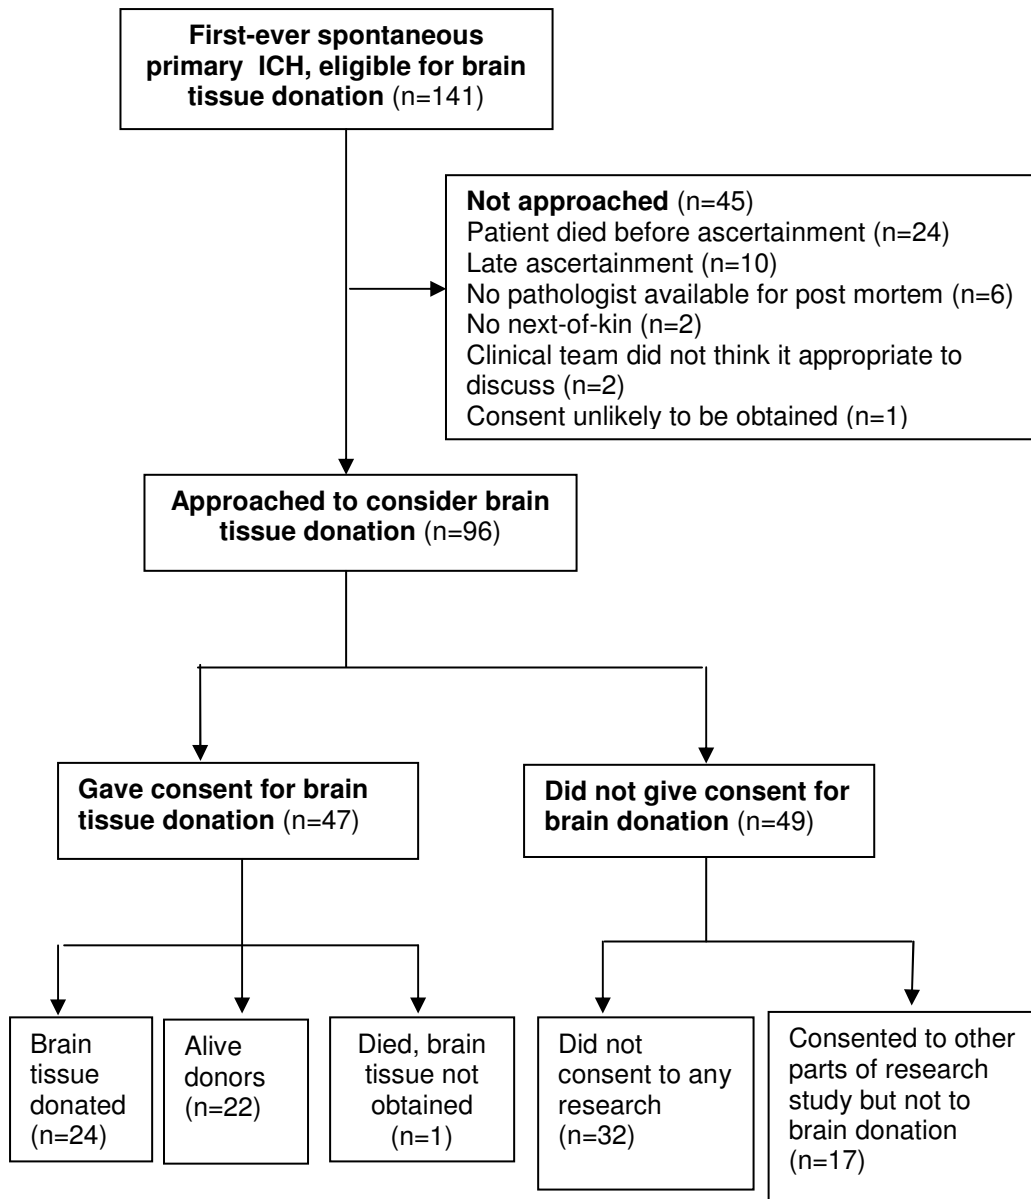 First-ever spontaneous
primary ICH, eligible for brain
tissue donation (n=141)
Not approached (n=45)
Patient died before ascertainment (n=24)
Late ascertainment (n=10)
No pathologist available for post mortem (n=6)
No next-of-kin (n=2)
Clinical team did not think it appropriate to
discuss (n=2)
Consent unlikely to be obtained (n=1)
Approached to consider brain
tissue donation (n=96)
Gave consent for brain
tissue donation (n=47)
Did not give consent for
brain donation (n=49)
Brain
tissue
donated
(n=24)
Alive
donors
(n=22)
Died, brain
tissue not
obtained
(n=1)
Did not
consent to any
research
(n=32)
Consented to other
parts of research
study but not to
brain donation
(n=17)